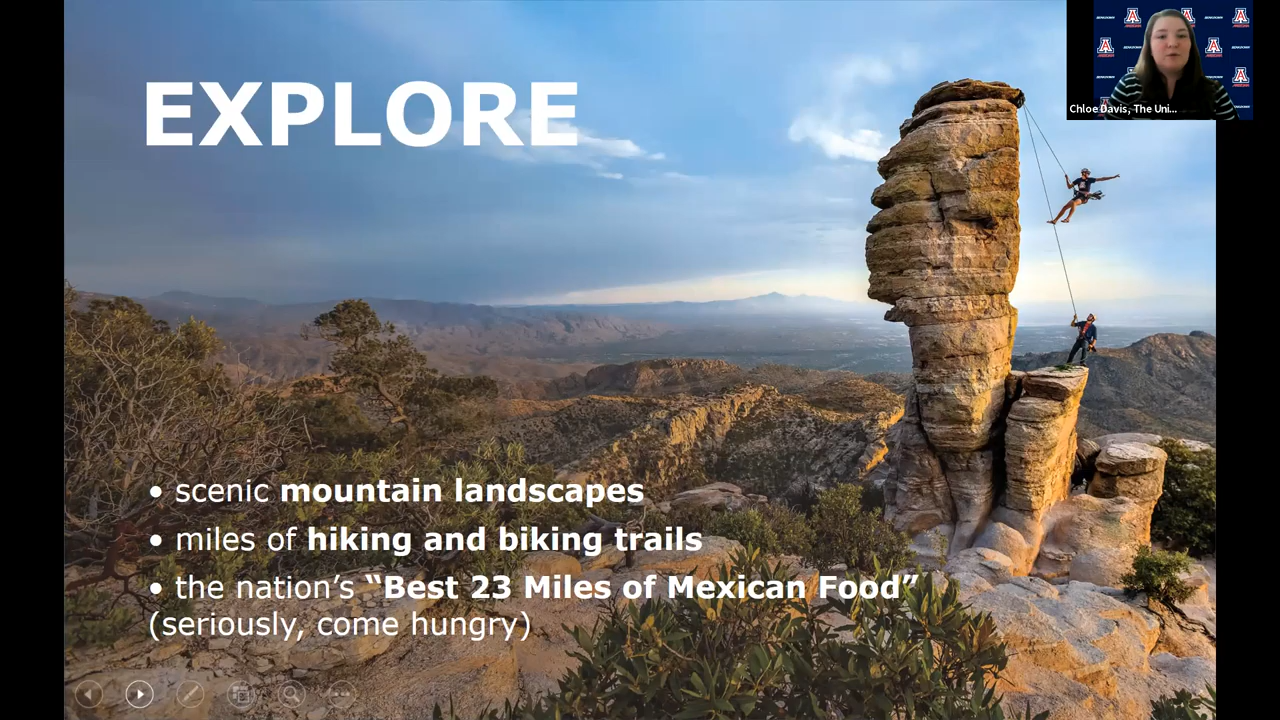 EXPLORE
Chloe Davis, The Uni...
• scenic mountain landscapes
• miles of hiking and biking trails
• the nation’s “Best 23 Miles of Mexican Food”
(seriously, come hungry)